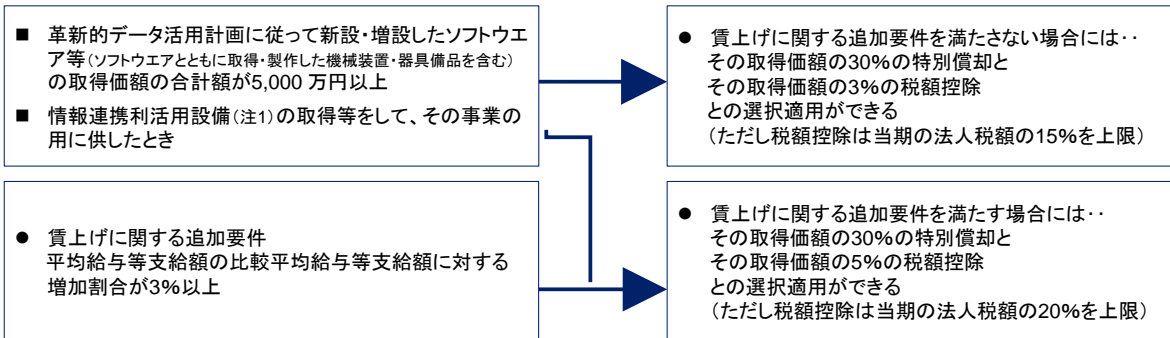 ■ 革新的データ活用計画に従って新設・増設したソフトウエ
ア等(ソフトウエアとともに取得・製作した機械装置・器具備品を含む)
の取得価額の合計額が5,000 万円以上
■ 情報連携利活用設備(注1)の取得等をして、その事業の
用に供したとき
● 賃上げに関する追加要件を満たさない場合には‥
その取得価額の30%の特別償却と
その取得価額の3%の税額控除
との選択適用ができる
(ただし税額控除は当期の法人税額の15%を上限)
● 賃上げに関する追加要件
平均給与等支給額の比較平均給与等支給額に対する
増加割合が3%以上
● 賃上げに関する追加要件を満たす場合には‥
その取得価額の30%の特別償却と
その取得価額の5%の税額控除
との選択適用ができる
(ただし税額控除は当期の法人税額の20%を上限)